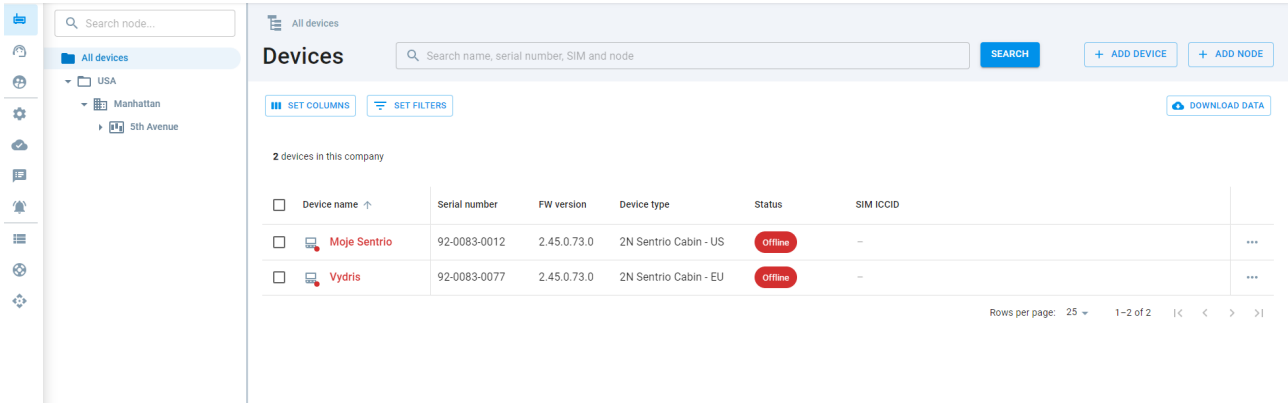 Search node...
All devices
USA
Manhattan
5th Avenue
All devices
Devices
Search name, serial number, SIM and node
SEARCH
+ ADD DEVICE
+ ADD NODE
SET COLUMNS
SET FILTERS
DOWNLOAD DATA
2 devices in this company
Device name ↑ Serial number FW version Device type Status SIM ICCID
Moje Sentrio 92-0083-0012 2.45.0.73.0 2N Sentrio Cabin - US Offline –
Vydris 92-0083-0077 2.45.0.73.0 2N Sentrio Cabin - EU Offline –
Rows per page: 25 1–2 of 2